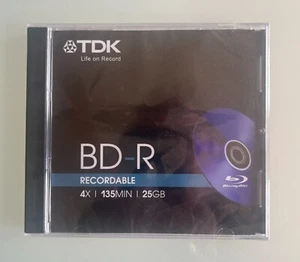 TDK
Life on Record
BD-R
RECORDABLE
4X | 135MIN | 25GB
Blu-ray Disc